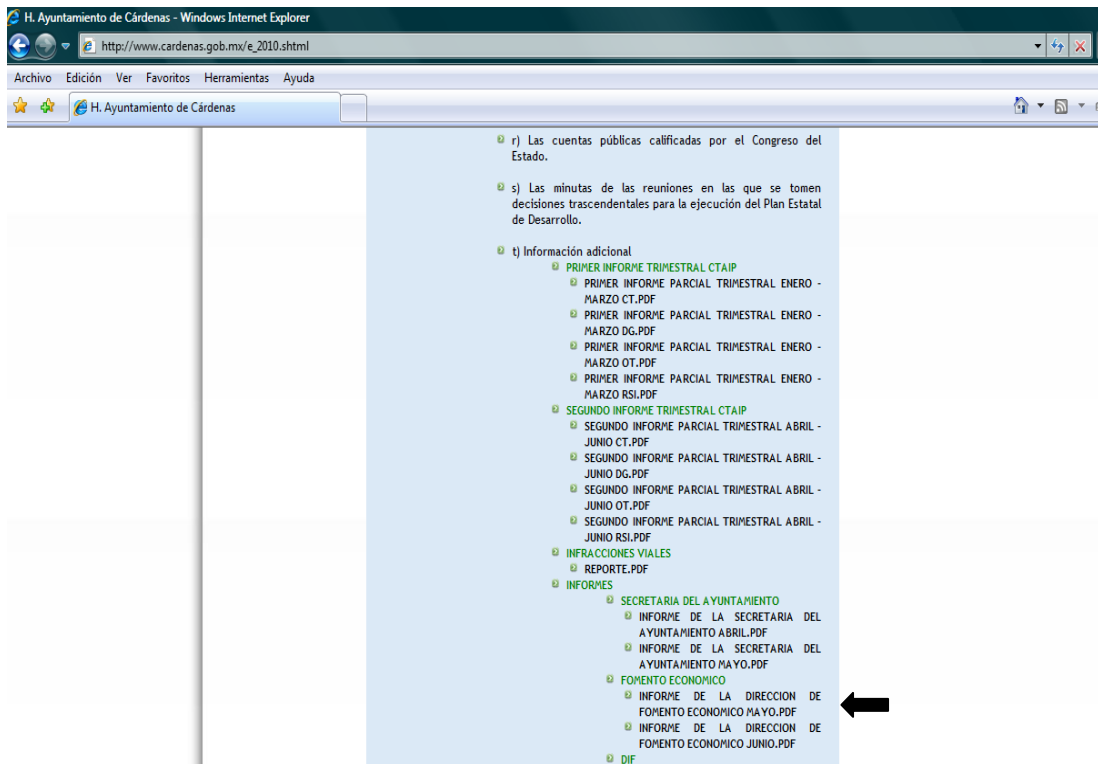 H. Ayuntamiento de Cárdenas - Windows Internet Explorer
http://www.cardenas.gob.mx/e_2010.shtml
Archivo Edición Ver Favoritos Herramientas Ayuda
H. Ayuntamiento de Cárdenas
r) Las cuentas públicas calificadas por el Congreso del
Estado.
s) Las minutas de las reuniones en las que se tomen
decisiones trascendentales para la ejecución del Plan Estatal
de Desarrollo.
t) Información adicional
PRIMER INFORME TRIMESTRAL CTAIP
PRIMER INFORME PARCIAL TRIMESTRAL ENERO -
MARZO CT.PDF
PRIMER INFORME PARCIAL TRIMESTRAL ENERO -
MARZO DG.PDF
PRIMER INFORME PARCIAL TRIMESTRAL ENERO -
MARZO OT.PDF
PRIMER INFORME PARCIAL TRIMESTRAL ENERO -
MARZO RSI.PDF
SEGUNDO INFORME TRIMESTRAL CTAIP
SEGUNDO INFORME PARCIAL TRIMESTRAL ABRIL -
JUNIO CT.PDF
SEGUNDO INFORME PARCIAL TRIMESTRAL ABRIL -
JUNIO DG.PDF
SEGUNDO INFORME PARCIAL TRIMESTRAL ABRIL -
JUNIO OT.PDF
SEGUNDO INFORME PARCIAL TRIMESTRAL ABRIL -
JUNIO RSI.PDF
INFRACCIONES VIALES
REPORTE.PDF
INFORMES
SECRETARIA DEL AYUNTAMIENTO
INFORME DE LA SECRETARIA DEL
AYUNTAMIENTO ABRIL.PDF
INFORME DE LA SECRETARIA DEL
AYUNTAMIENTO MAYO.PDF
FOMENTO ECONOMICO
INFORME DE LA DIRECCION DE
FOMENTO ECONOMICO MAYO.PDF
INFORME DE LA DIRECCION DE
FOMENTO ECONOMICO JUNIO.PDF
DIF